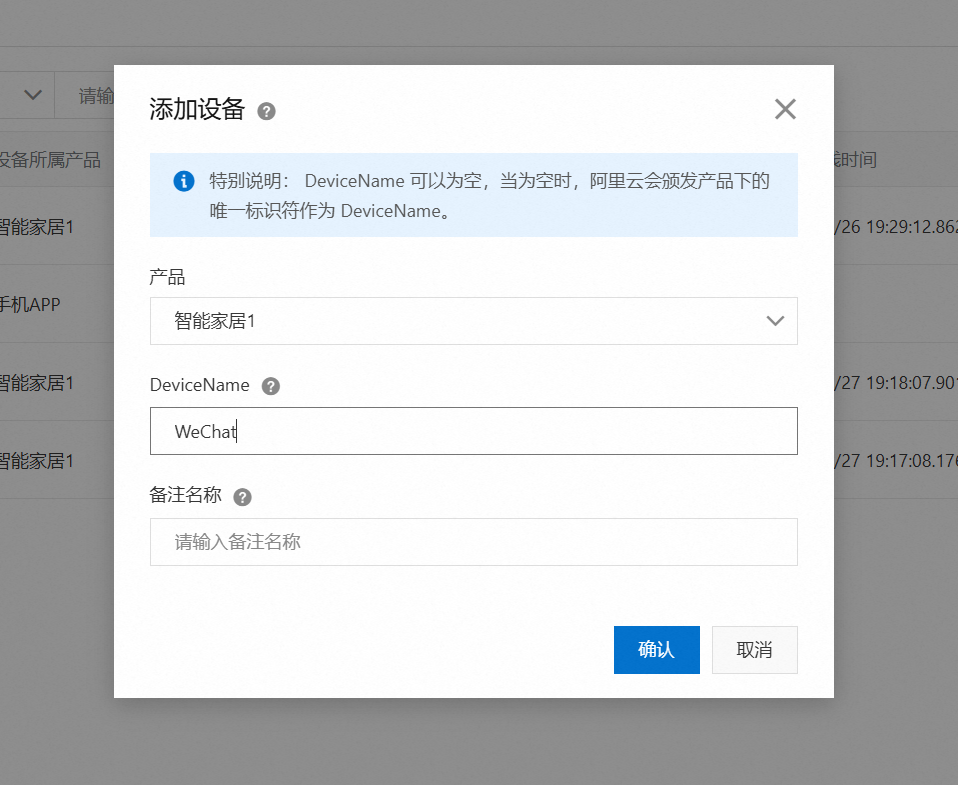 请输
添加设备
特别说明： DeviceName 可以为空，当为空时，阿里云会颁发产品下的
唯一标识符作为 DeviceName。
设备所属产品
时间
智能家居1
/26 19:29:12.862
产品
手机APP
智能家居1
智能家居1
/27 19:18:07.901
DeviceName
WeChat
智能家居1
/27 19:17:08.176
备注名称
请输入备注名称
确认
取消